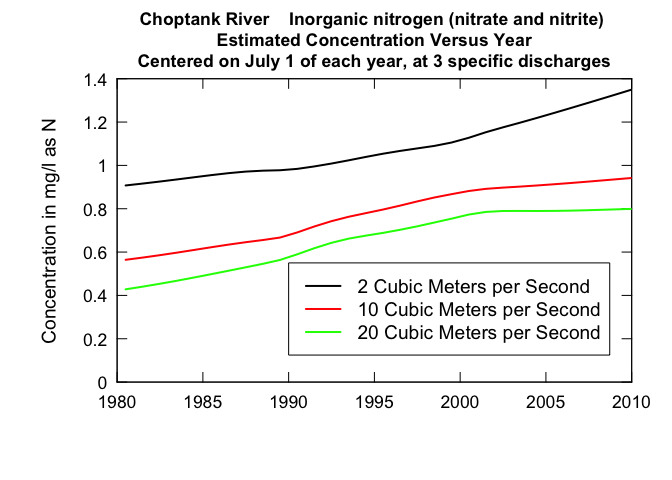 Choptank River    Inorganic nitrogen (nitrate and nitrite)
Estimated Concentration Versus Year
Centered on July 1 of each year, at 3 specific discharges
Concentration in mg/l as N
1.4
1.2
1
0.8
0.6
0.4
0.2
0
2 Cubic Meters per Second
10 Cubic Meters per Second
20 Cubic Meters per Second
1980 1985 1990 1995 2000 2005 2010